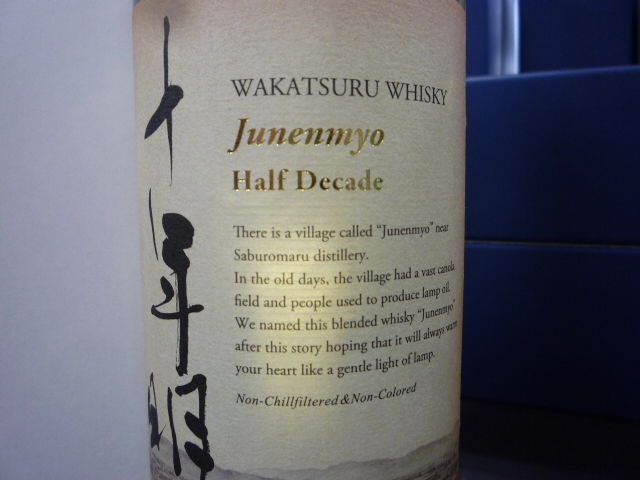 十年明
WAKATSURU WHISKY
Junenmyo
Half Decade
There is a village called “Junenmyo” near
Saburomaru distillery.
In the old days, the village had a vast canola
field and people used to produce lamp oil.
We named this blended whisky “Junenmyo”
after this story hoping that it will always warm
your heart like a gentle light of lamp.
Non-Chillfiltered & Non-Colored